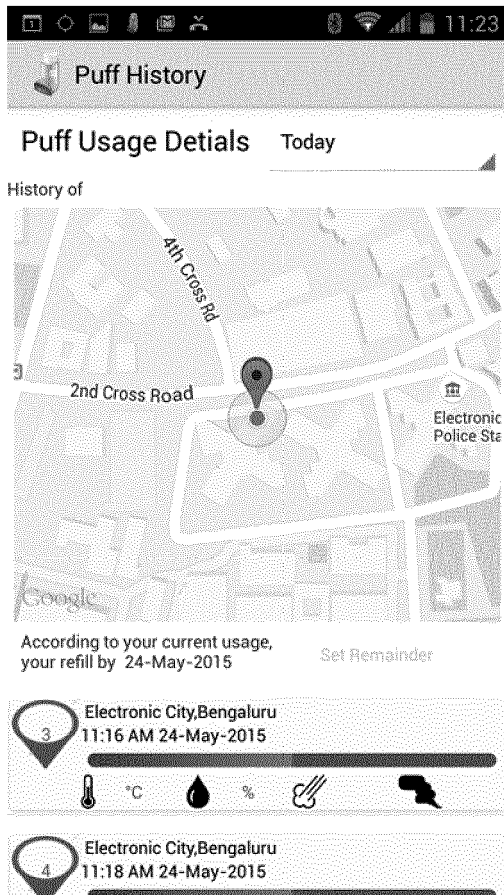 11:23
Puff History
Puff Usage Detials
Today
History of
4th Cross Rd
2nd Cross Road
Electronic
Police Sta
Google
According to your current usage,
your refill by 24-May-2015
Set Remainder
3
Electronic City,Bengaluru
11:16 AM 24-May-2015
°C
%
4
Electronic City,Bengaluru
11:18 AM 24-May-2015